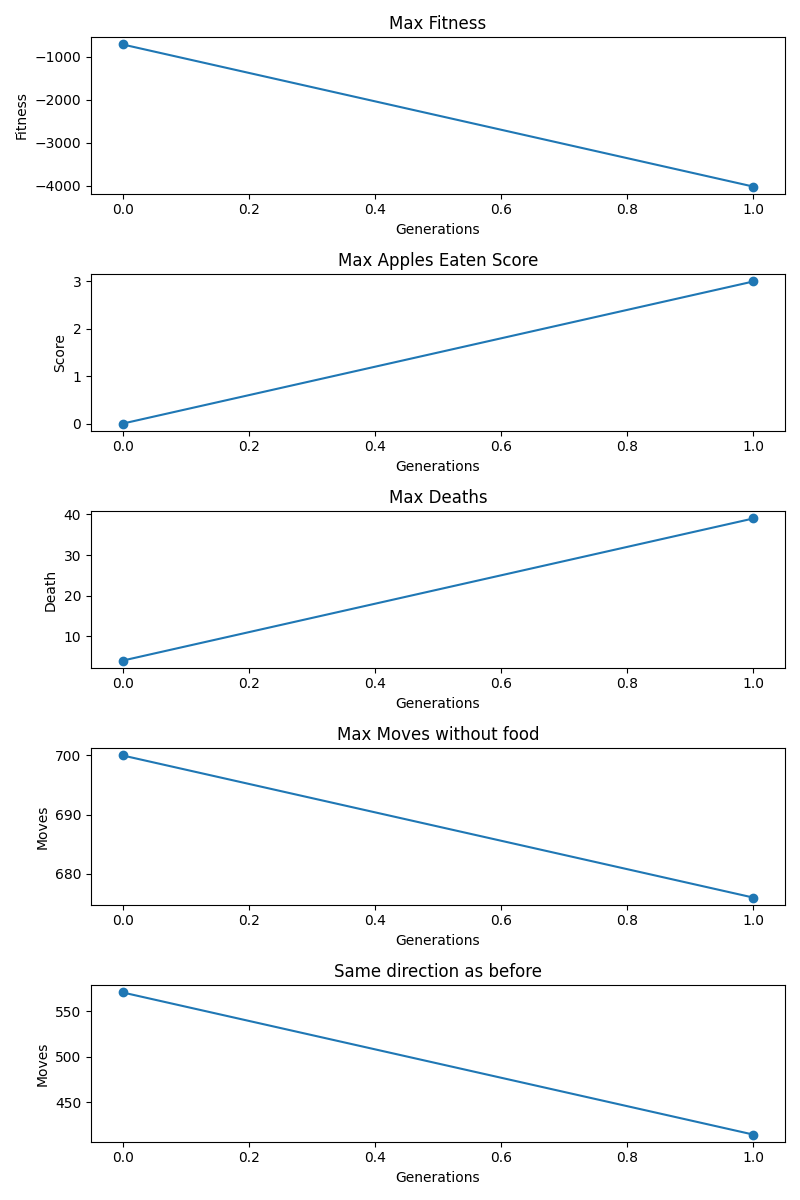 Max Fitness
−1000
−2000
−3000
−4000
Fitness
0.0 0.2 0.4 0.6 0.8 1.0
Generations
Max Apples Eaten Score
3
2
1
0
Score
0.0 0.2 0.4 0.6 0.8 1.0
Generations
Max Deaths
40
30
20
10
Death
0.0 0.2 0.4 0.6 0.8 1.0
Generations
Max Moves without food
700
690
680
Moves
0.0 0.2 0.4 0.6 0.8 1.0
Generations
Same direction as before
550
500
450
Moves
0.0 0.2 0.4 0.6 0.8 1.0
Generations